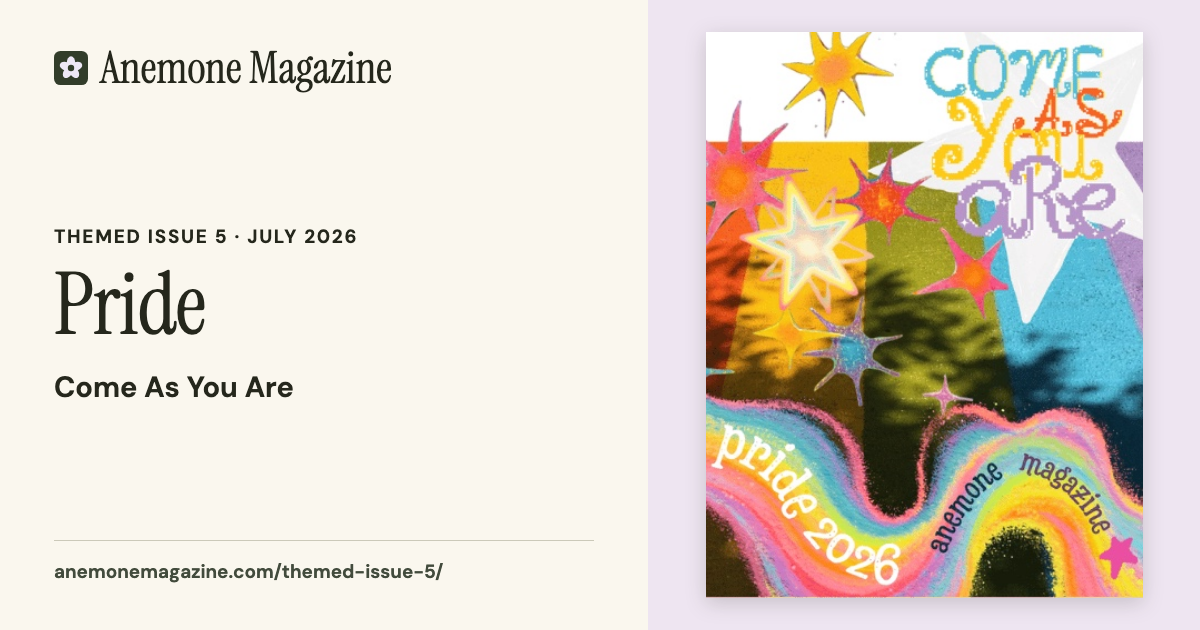 Anemone Magazine
THEMED ISSUE 5 · JULY 2026
Pride
Come As You Are
anemonemagazine.com/themed-issue-5/
COME
AS
You
aRe
pride 2026
anemone
magazine